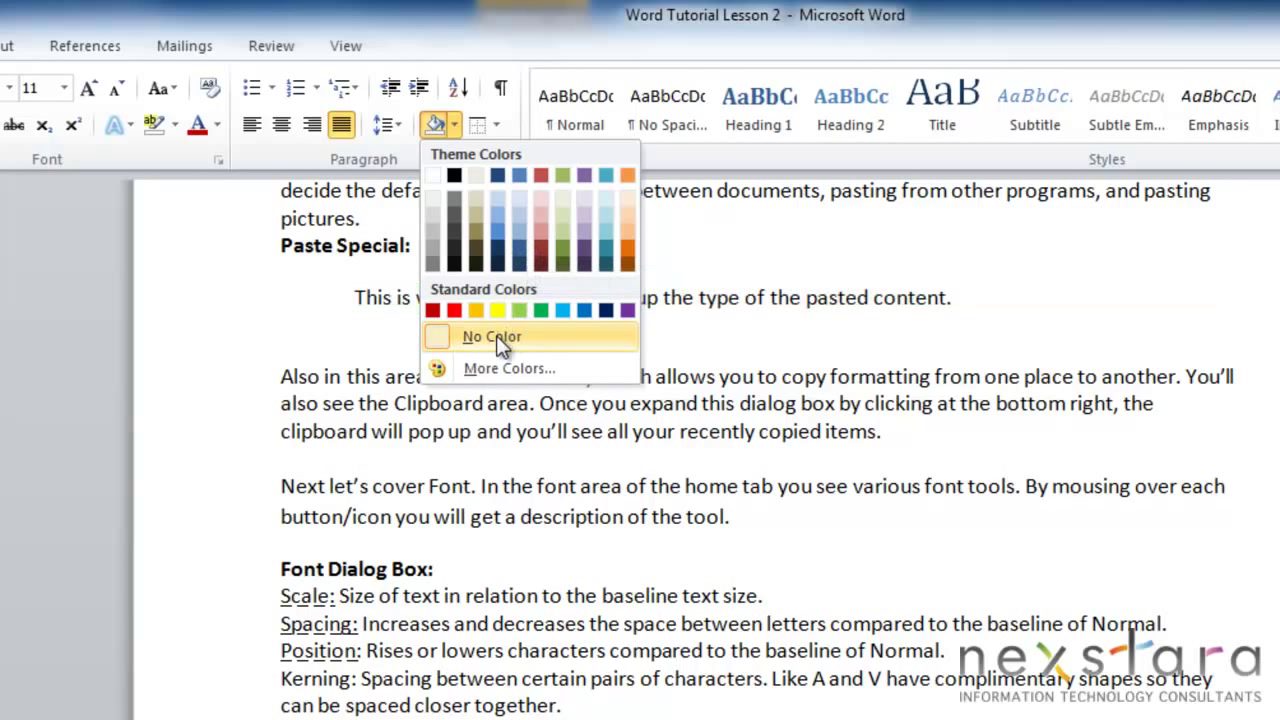 Word Tutorial Lesson 2 - Microsoft Word
ut References Mailings Review View
11 Aa Aa
abc X₂ X² A ab A
Font Paragraph Styles
AaBbCcDc AaBbCcDc AaBbC AaBbCc AaB AaBbCc. AaBbCcDc AaBbCcDc
¶ Normal ¶ No Spaci... Heading 1 Heading 2 Title Subtitle Subtle Em... Emphasis
Theme Colors
Standard Colors
No Color
More Colors...
decide the defa etween documents, pasting from other programs, and pasting
pictures.
Paste Special:
This is up the type of the pasted content.
Also in this area h allows you to copy formatting from one place to another. You’ll
also see the Clipboard area. Once you expand this dialog box by clicking at the bottom right, the
clipboard will pop up and you’ll see all your recently copied items.
Next let’s cover Font. In the font area of the home tab you see various font tools. By mousing over each
button/icon you will get a description of the tool.
Font Dialog Box:
Scale: Size of text in relation to the baseline text size.
Spacing: Increases and decreases the space between letters compared to the baseline of Normal.
Position: Rises or lowers characters compared to the baseline of Normal.
Kerning: Spacing between certain pairs of characters. Like A and V have complimentary shapes so they
can be spaced closer together.
nexstara
INFORMATION TECHNOLOGY CONSULTANTS